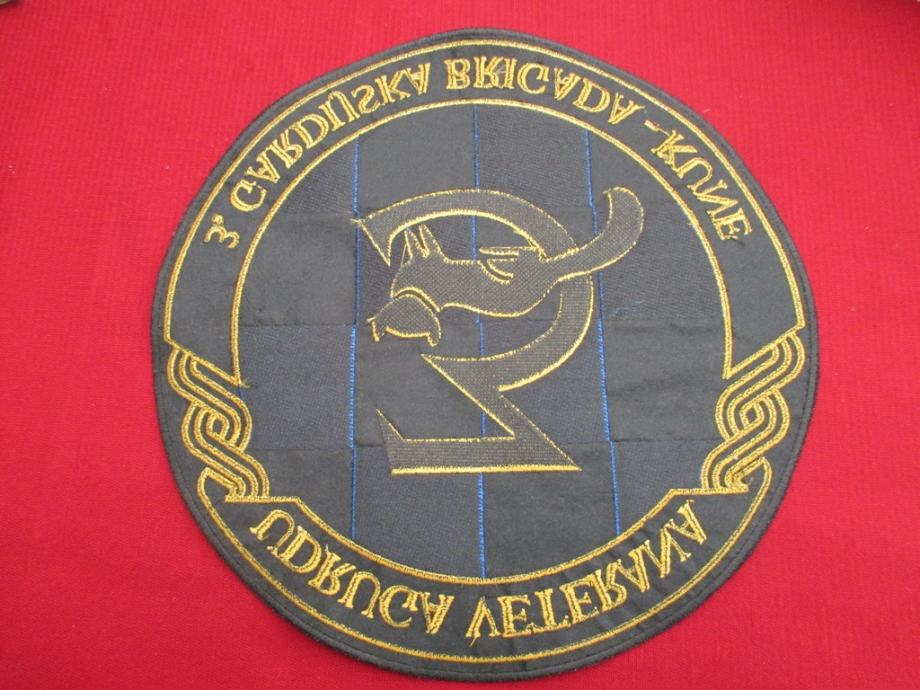 3. GARDIJSKA BRIGADA - KUNE
UDRUGA VETERANA